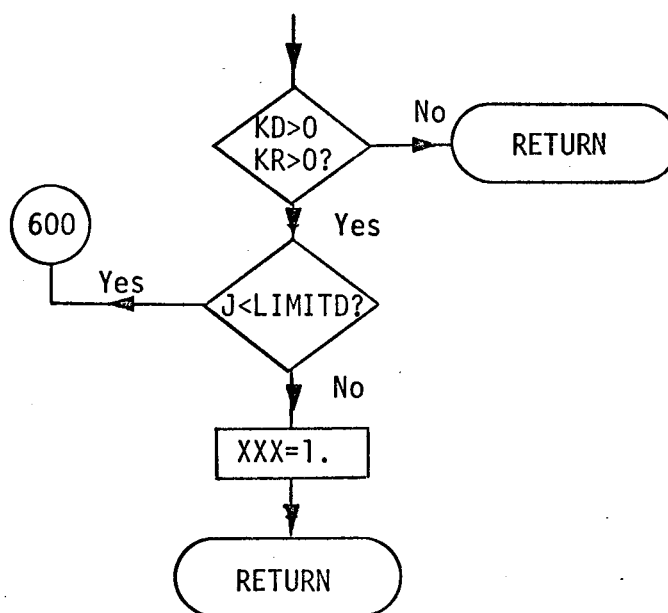 KD>0
KR>0?
No
RETURN
Yes
600
Yes
J<LIMITD?
No
XXX=1.
RETURN